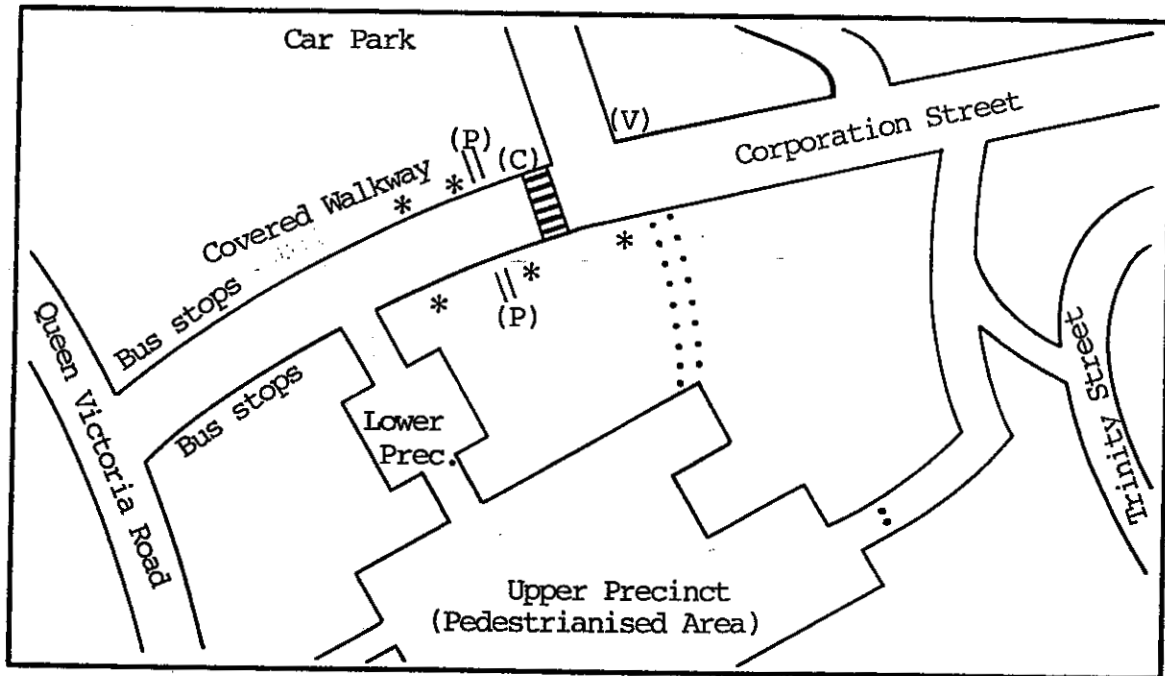 Car Park
(V)
(P)
(C)
Corporation Street
Covered Walkway
Bus stops
(P)
Queen Victoria Road
Bus stops
Lower
Prec.
Trinity Street
Upper Precinct
(Pedestrianised Area)